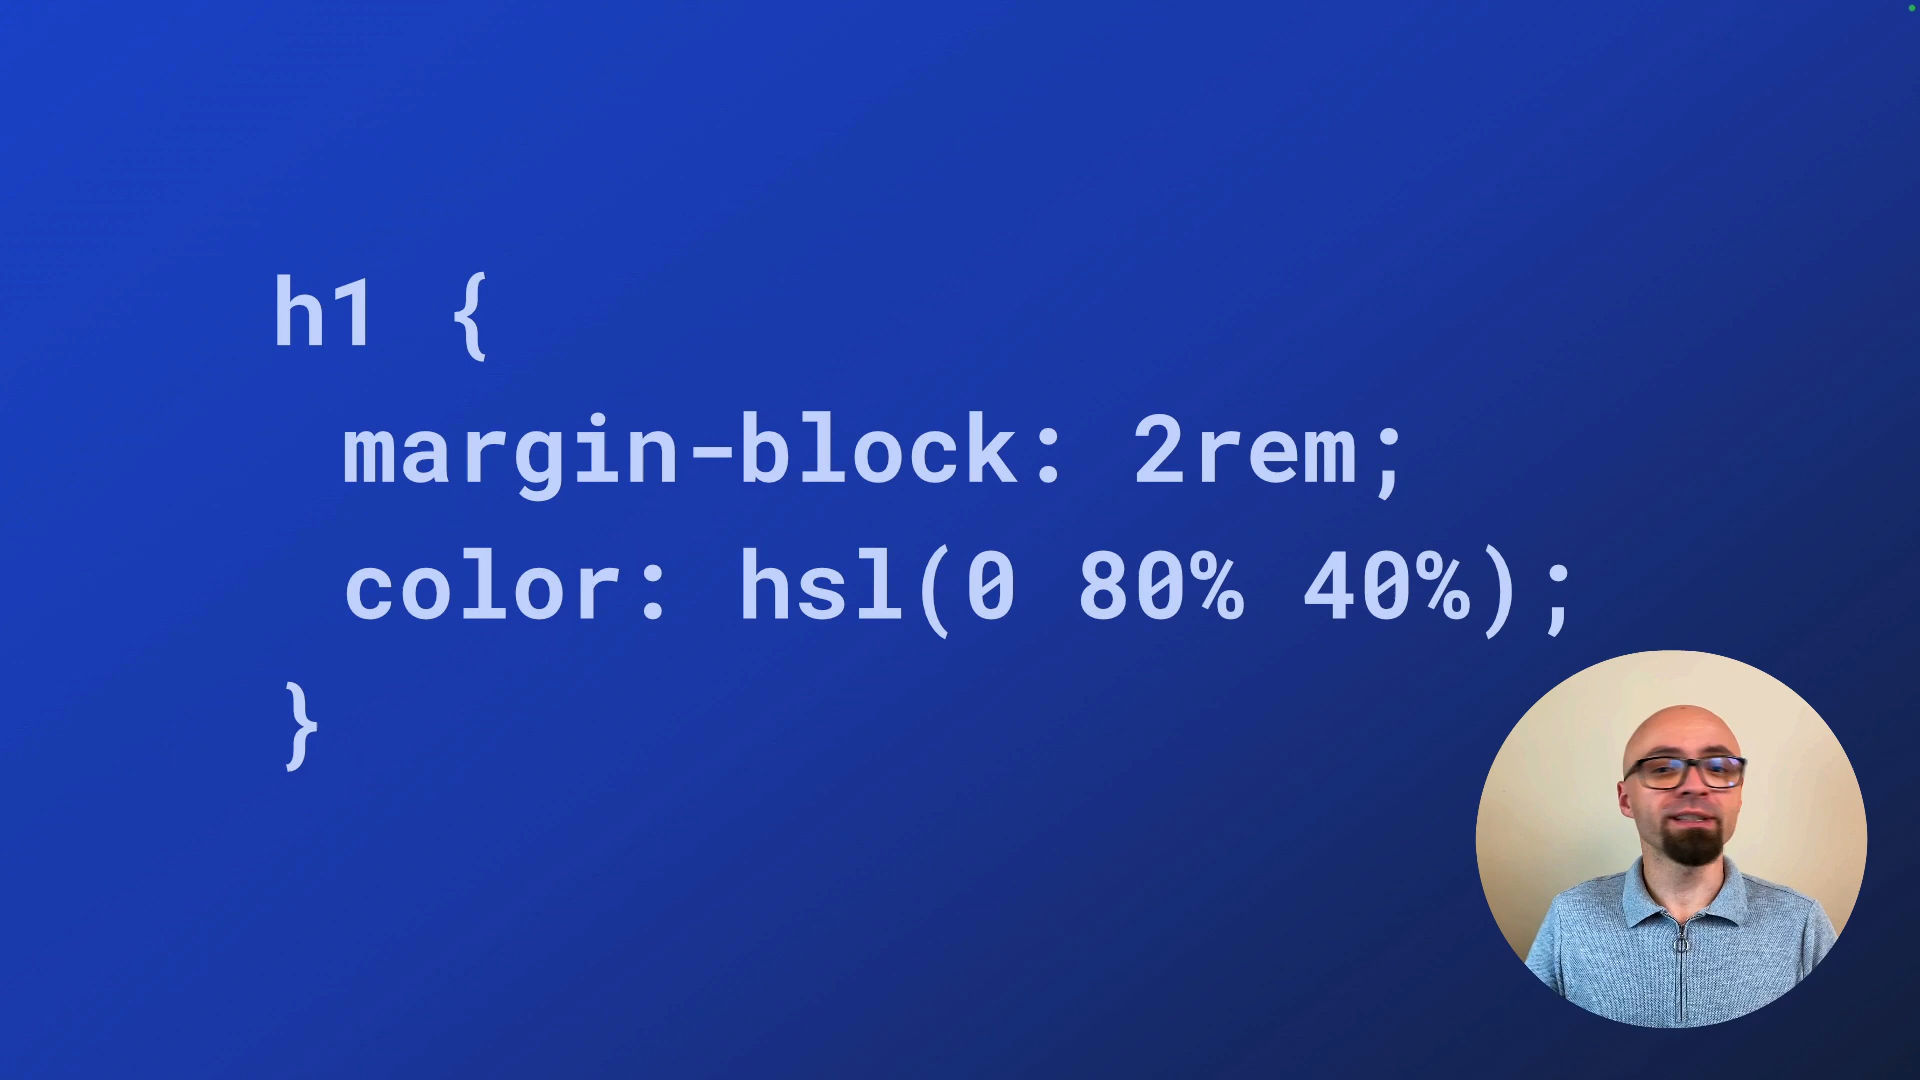 h1 {
margin-block: 2rem;
color: hsl(0 80% 40%);
}